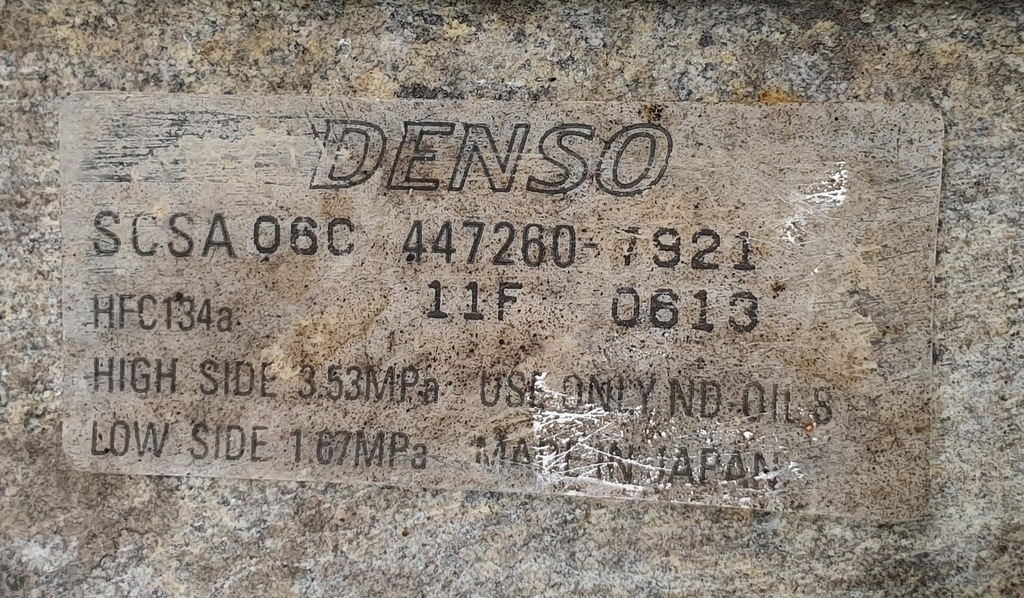 DENSO
SCSA 06C 447260-7921
HFC134a 11F 0613
HIGH SIDE 3.53MPa USE ONLY ND-OIL 8
LOW SIDE 1.67MPa MADE IN JAPAN